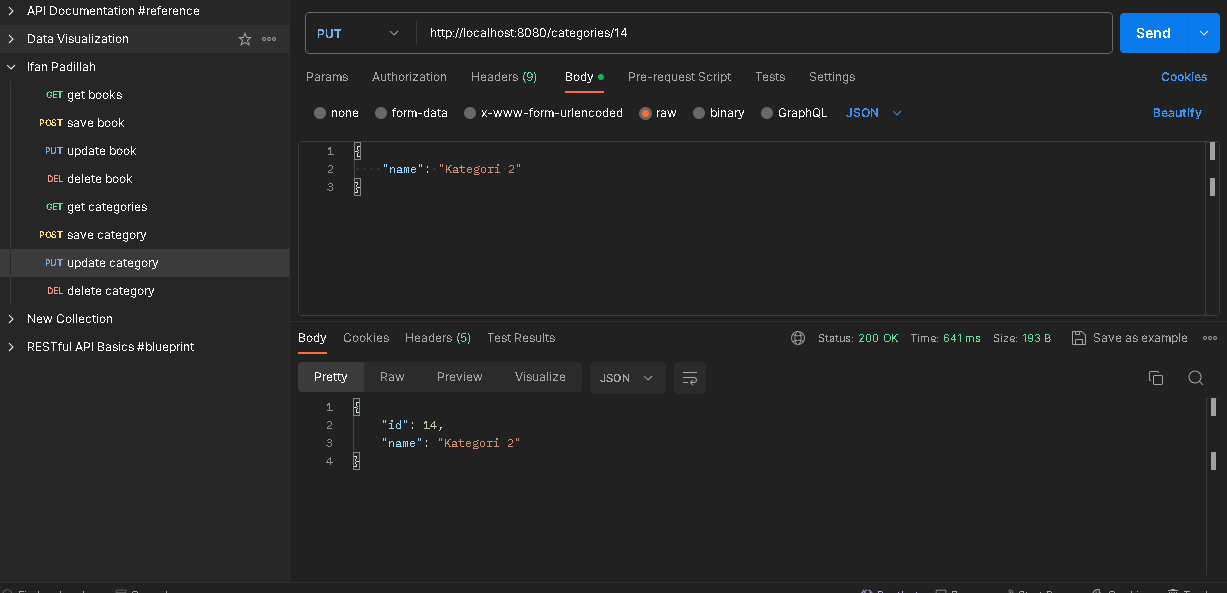 API Documentation #reference
Data Visualization
Ifan Padillah
GET get books
POST save book
PUT update book
DEL delete book
GET get categories
POST save category
PUT update category
DEL delete category
New Collection
RESTful API Basics #blueprint
PUT http://localhost:8080/categories/14 Send
Params Authorization Headers (9) Body Pre-request Script Tests Settings Cookies
none form-data x-www-form-urlencoded raw binary GraphQL JSON Beautify
1 {
2 "name": "Kategori 2"
3 }
Body Cookies Headers (5) Test Results Status: 200 OK Time: 641 ms Size: 193 B Save as example
Pretty Raw Preview Visualize JSON
1 {
2 "id": 14,
3 "name": "Kategori 2"
4 }